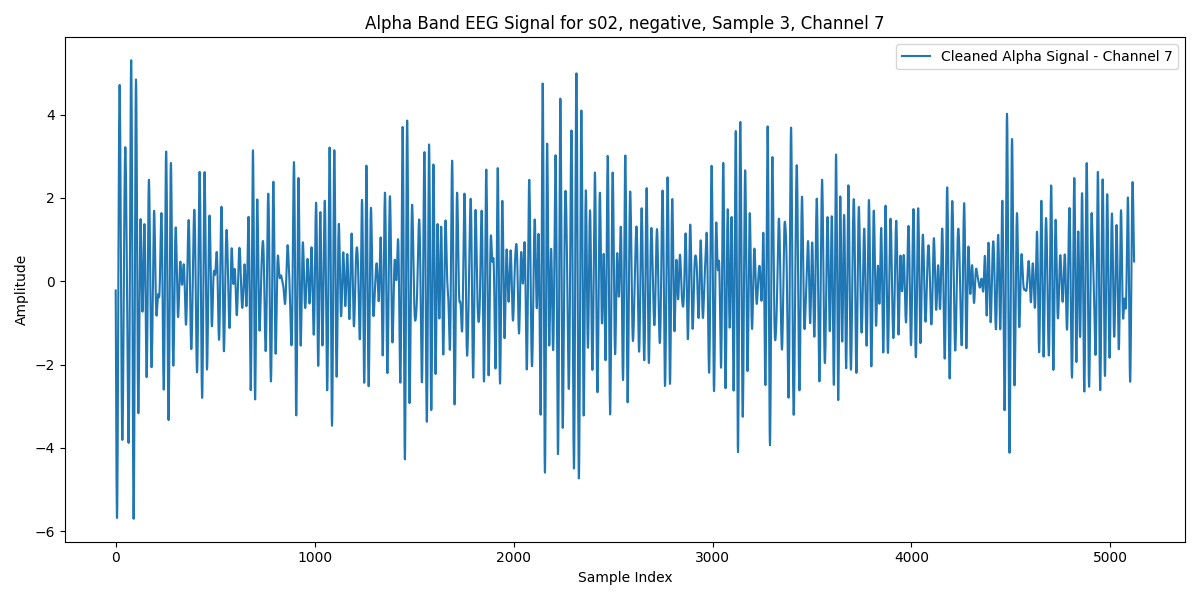 Alpha Band EEG Signal for s02, negative, Sample 3, Channel 7
Cleaned Alpha Signal - Channel 7
Amplitude
4
2
0
−2
−4
−6
0 1000 2000 3000 4000 5000
Sample Index